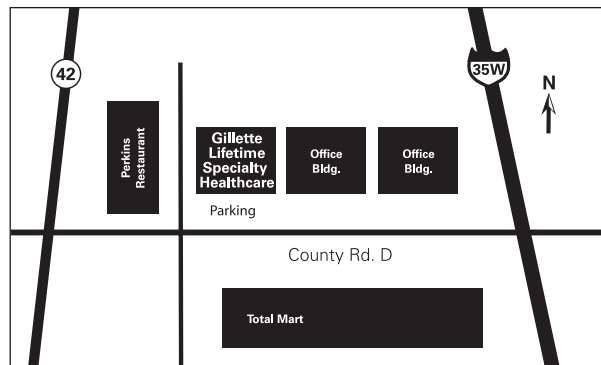 42
35W
N
Perkins
Restaurant
Gillette
Lifetime
Specialty
Healthcare
Office
Bldg.
Office
Bldg.
Parking
County Rd. D
Total Mart